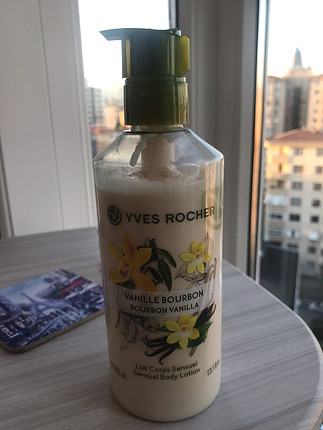 YVES ROCHER
VANILLE BOURBON
BOURBON VANILLA
Lait Corps Sensuel
Sensual Body Lotion